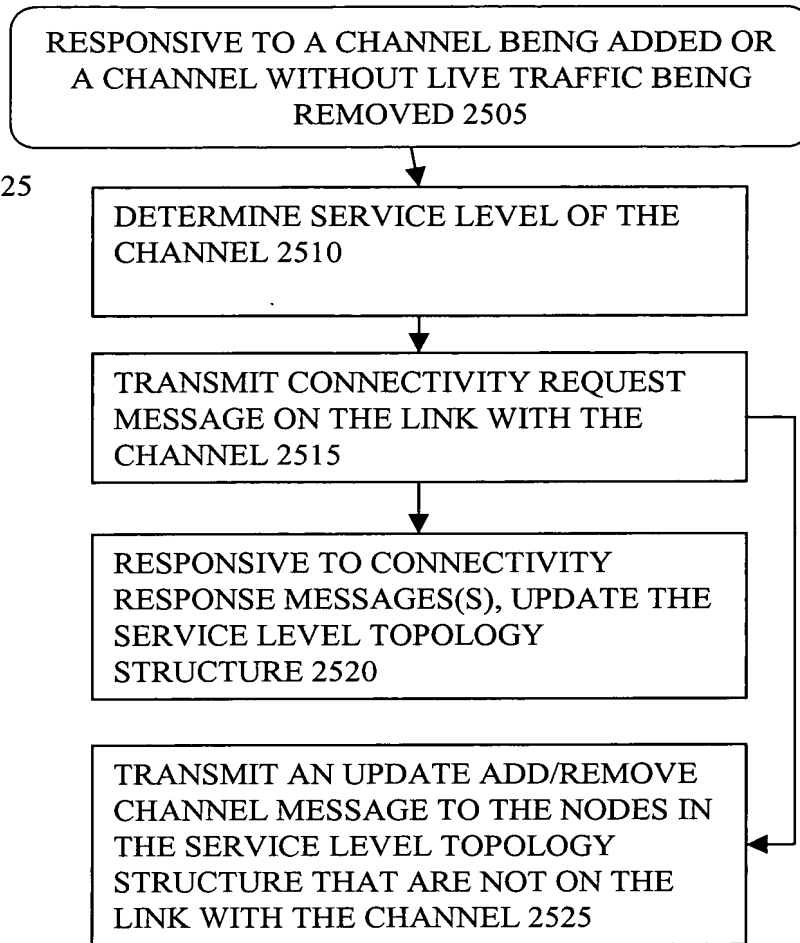 RESPONSIVE TO A CHANNEL BEING ADDED OR
A CHANNEL WITHOUT LIVE TRAFFIC BEING
REMOVED 2505
25
DETERMINE SERVICE LEVEL OF THE
CHANNEL 2510
TRANSMIT CONNECTIVITY REQUEST
MESSAGE ON THE LINK WITH THE
CHANNEL 2515
RESPONSIVE TO CONNECTIVITY
RESPONSE MESSAGES(S), UPDATE THE
SERVICE LEVEL TOPOLOGY
STRUCTURE 2520
TRANSMIT AN UPDATE ADD/REMOVE
CHANNEL MESSAGE TO THE NODES IN
THE SERVICE LEVEL TOPOLOGY
STRUCTURE THAT ARE NOT ON THE
LINK WITH THE CHANNEL 2525